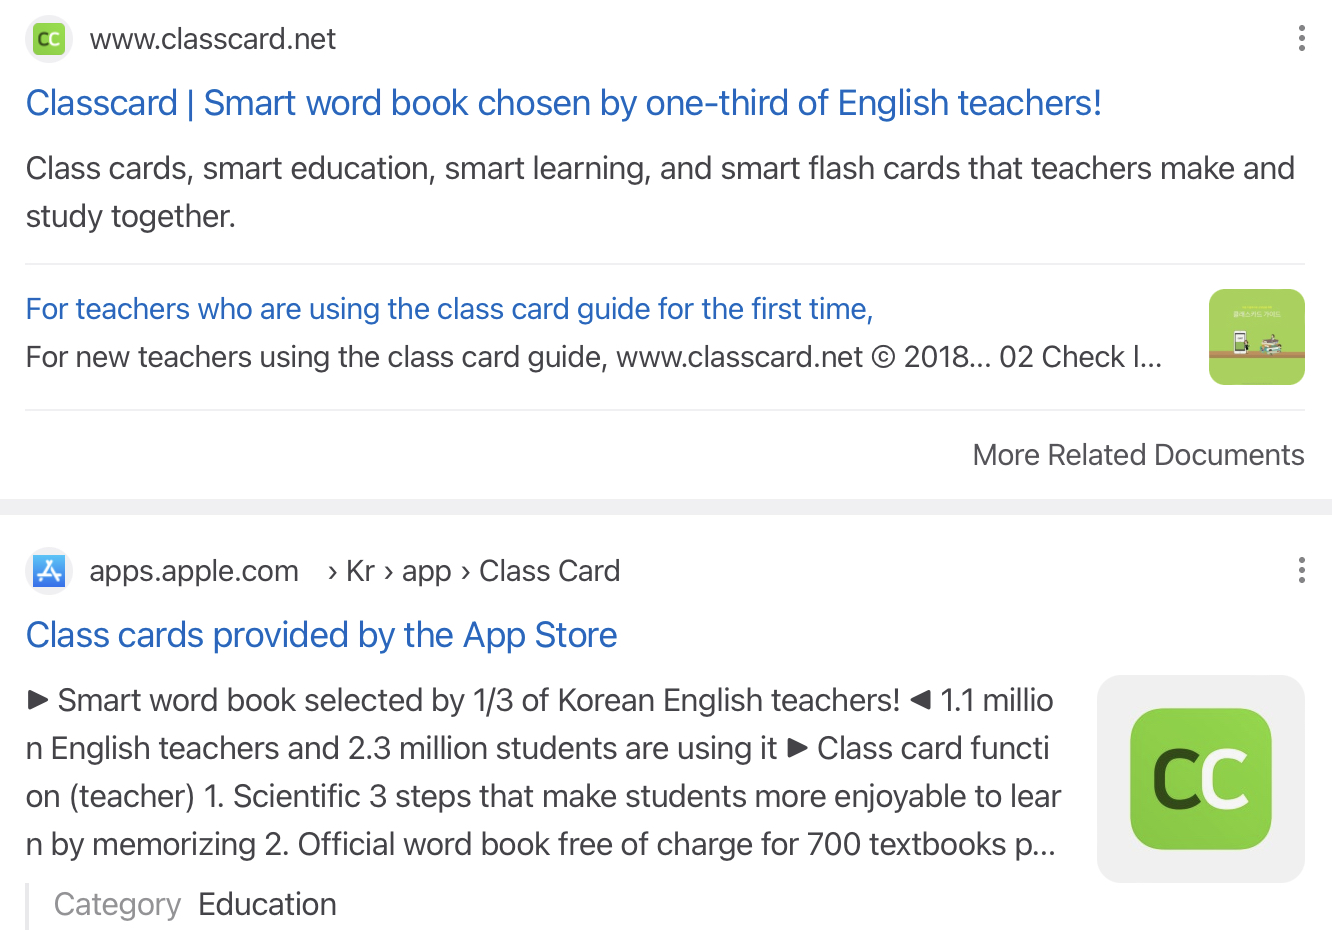 CC
www.classcard.net
Classcard | Smart word book chosen by one-third of English teachers!
Class cards, smart education, smart learning, and smart flash cards that teachers make and
study together.
For teachers who are using the class card guide for the first time,
For new teachers using the class card guide, www.classcard.net © 2018... 02 Check l...
클래스카드 가이드
More Related Documents
apps.apple.com › Kr › app › Class Card
Class cards provided by the App Store
▶ Smart word book selected by 1/3 of Korean English teachers! ◀ 1.1 millio
n English teachers and 2.3 million students are using it ▶ Class card functi
on (teacher) 1. Scientific 3 steps that make students more enjoyable to lear
n by memorizing 2. Official word book free of charge for 700 textbooks p...
CC
Category Education